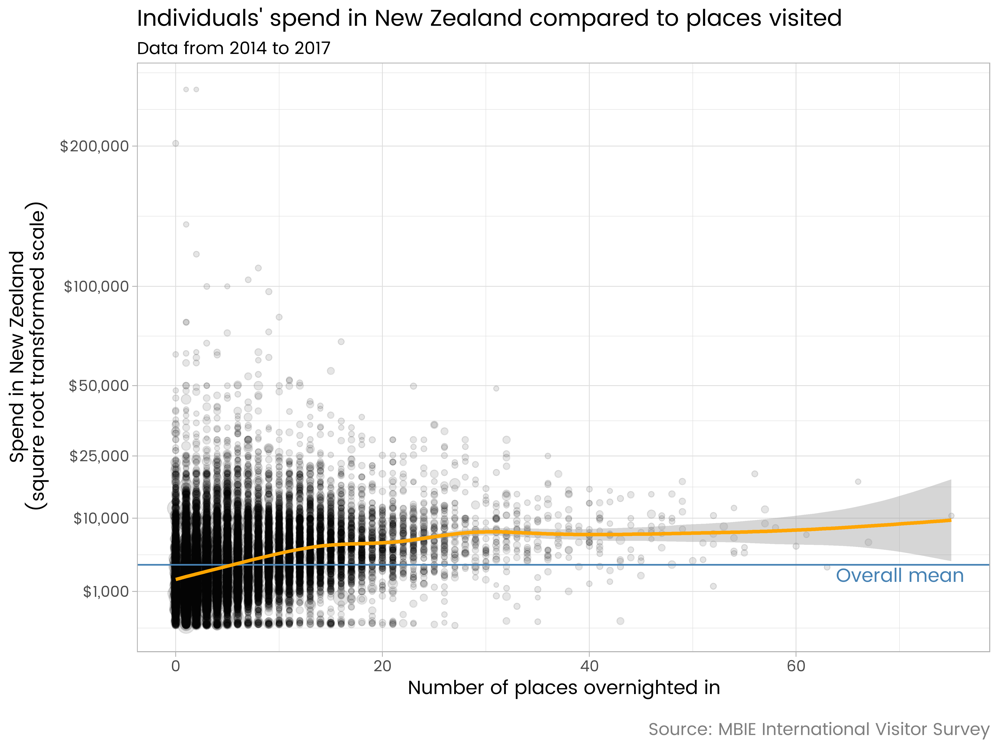 Individuals' spend in New Zealand compared to places visited
Data from 2014 to 2017
Spend in New Zealand
(square root transformed scale)
$200,000
$100,000
$50,000
$25,000
$10,000
$1,000
Overall mean
0
20
40
60
Number of places overnighted in
Source: MBIE International Visitor Survey